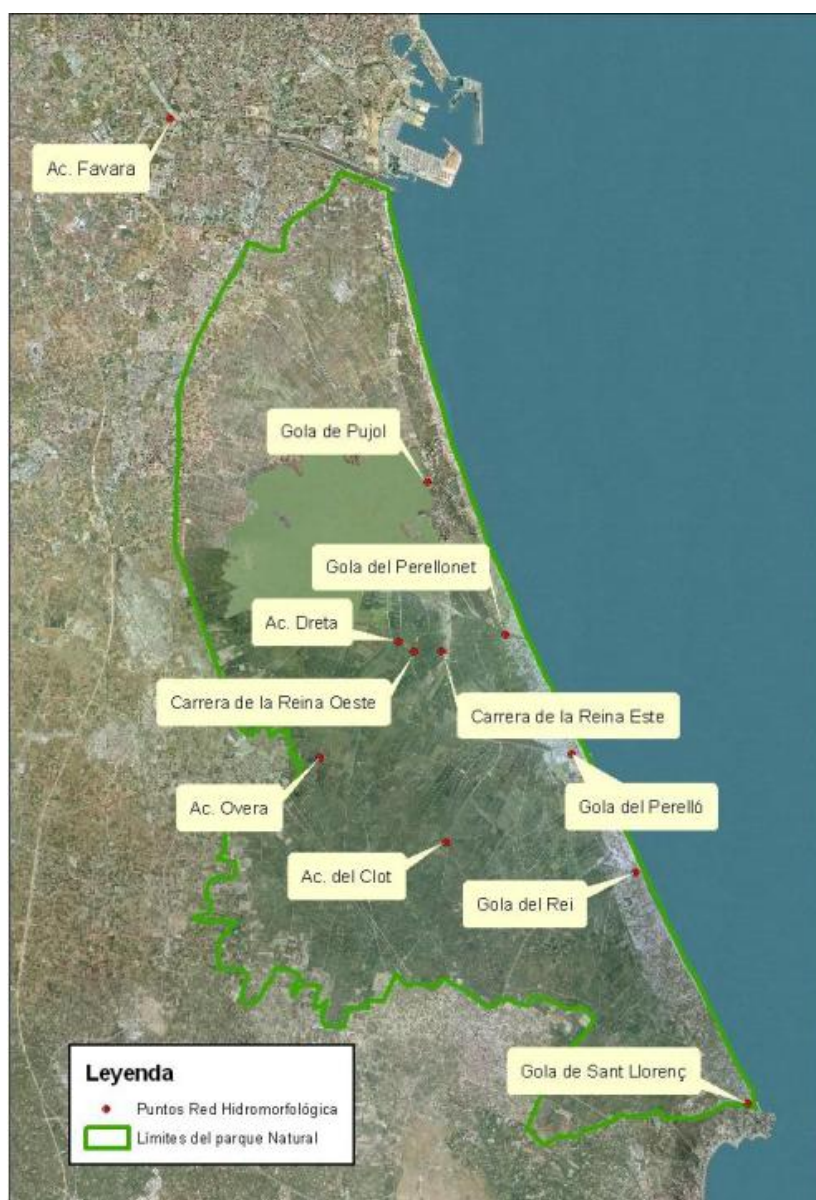 Ac. Favara
Gola de Pujol
Gola del Perellonet
Ac. Dreta
Carrera de la Reina Oeste
Carrera de la Reina Este
Ac. Overa
Gola del Perelló
Ac. del Clot
Gola del Rei
Gola de Sant Llorenç
Leyenda
Puntos Red Hidromorfológica
Límites del parque Natural